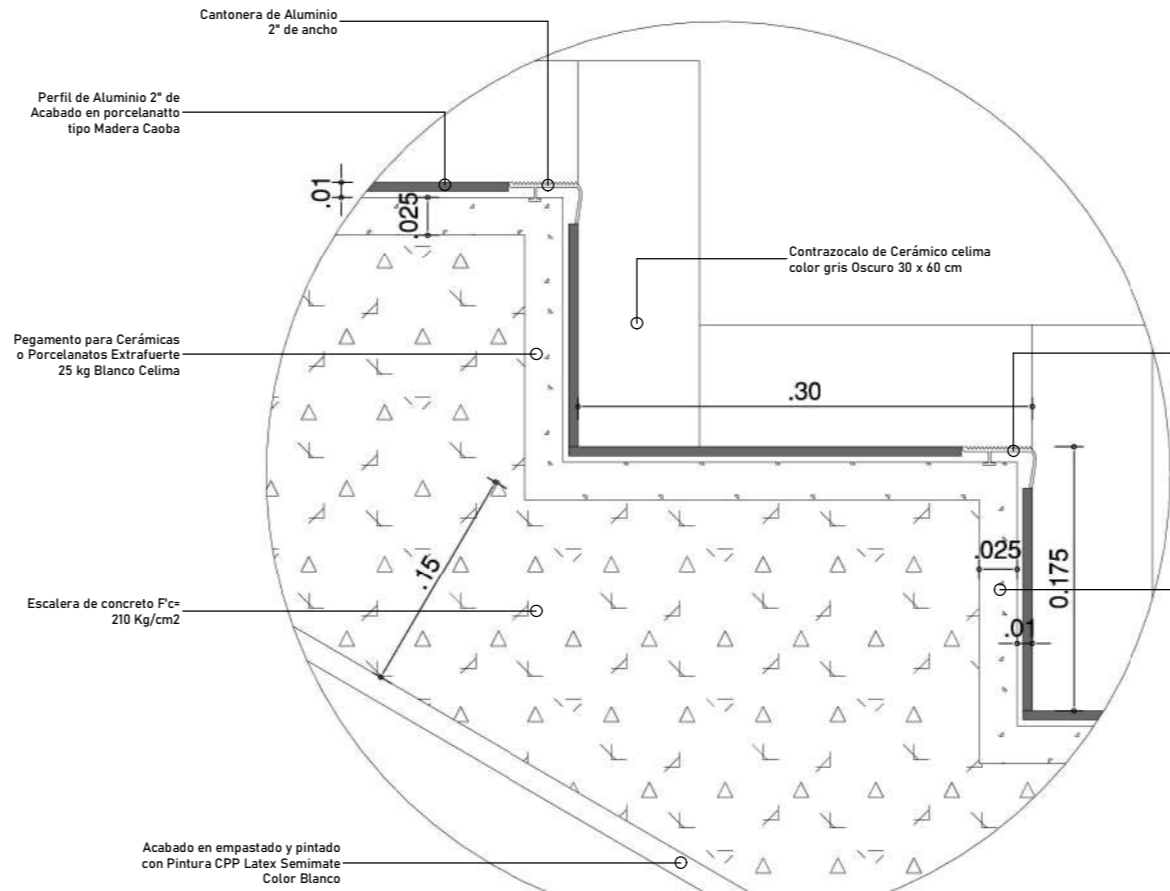 Cantonera de Aluminio
2" de ancho
Perfil de Aluminio 2" de
Acabado en porcelanatto
tipo Madera Caoba
.01
.025
Contrazocalo de Cerámico celima
color gris Oscuro 30 x 60 cm
Pegamento para Cerámicas
o Porcelanatos Extrafuerte
25 kg Blanco Celima
.30
.15
.025
0.175
.01
Escalera de concreto F'c=
210 Kg/cm2
Acabado en empastado y pintado
con Pintura CPP Latex Semimate
Color Blanco